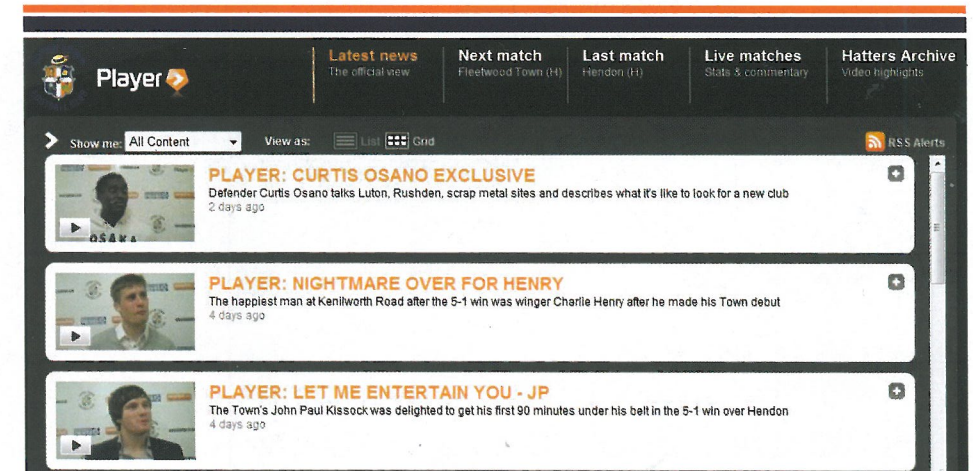 Player
Latest news
The official view
Next match
Fleetwood Town (H)
Last match
Hendon (H)
Live matches
Stats & commentary
Hatters Archive
Video highlights
Show me: All Content
View as: List Grid
RSS Alerts
PLAYER: CURTIS OSANO EXCLUSIVE
Defender Curtis Osano talks Luton, Rushden, scrap metal sites and describes what it's like to look for a new club
2 days ago
OSAKA
PLAYER: NIGHTMARE OVER FOR HENRY
The happiest man at Kenilworth Road after the 5-1 win was winger Charlie Henry after he made his Town debut
4 days ago
PLAYER: LET ME ENTERTAIN YOU - JP
The Town's John Paul Kissock was delighted to get his first 90 minutes under his belt in the 5-1 win over Hendon
4 days ago